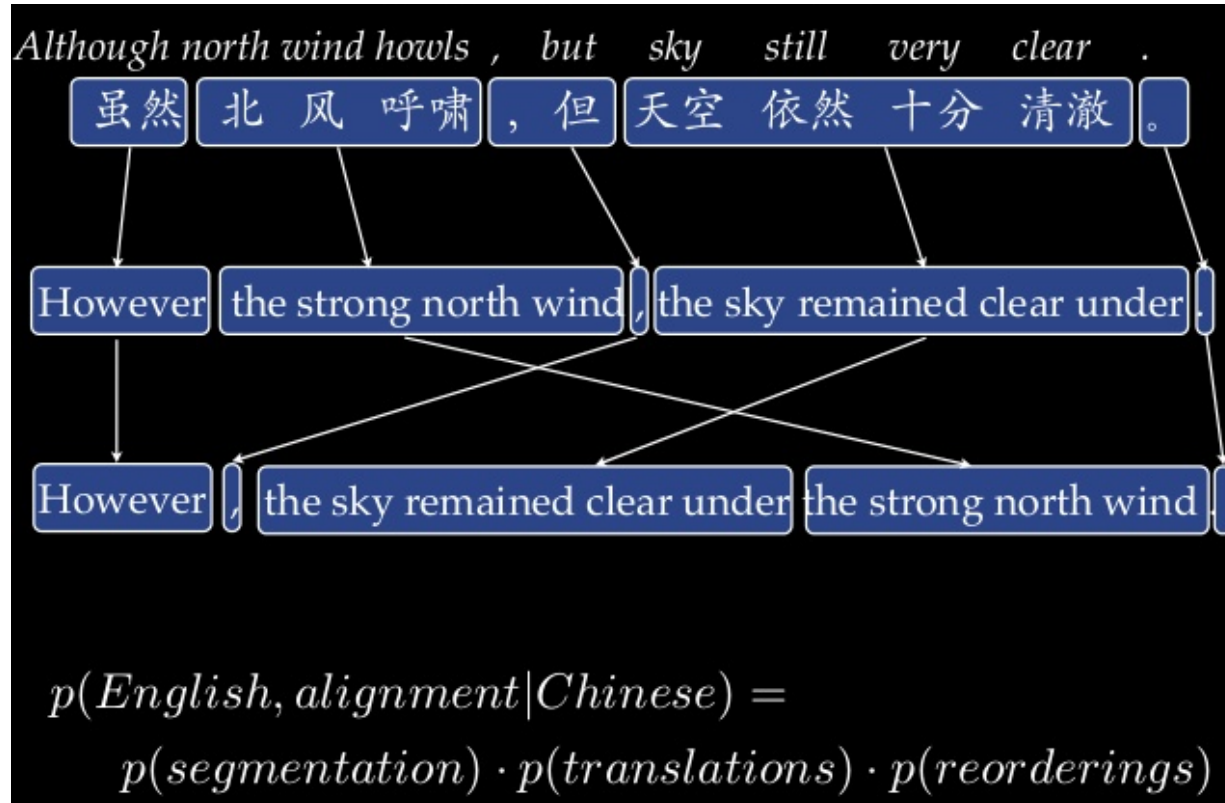 Although north wind howls , but sky still very clear .
虽然 北 风 呼啸 , 但 天空 依然 十分 清澈 。
However the strong north wind , the sky remained clear under .
However , the sky remained clear under the strong north wind .
p(English, alignment|Chinese) =
p(segmentation) · p(translations) · p(reorderings)